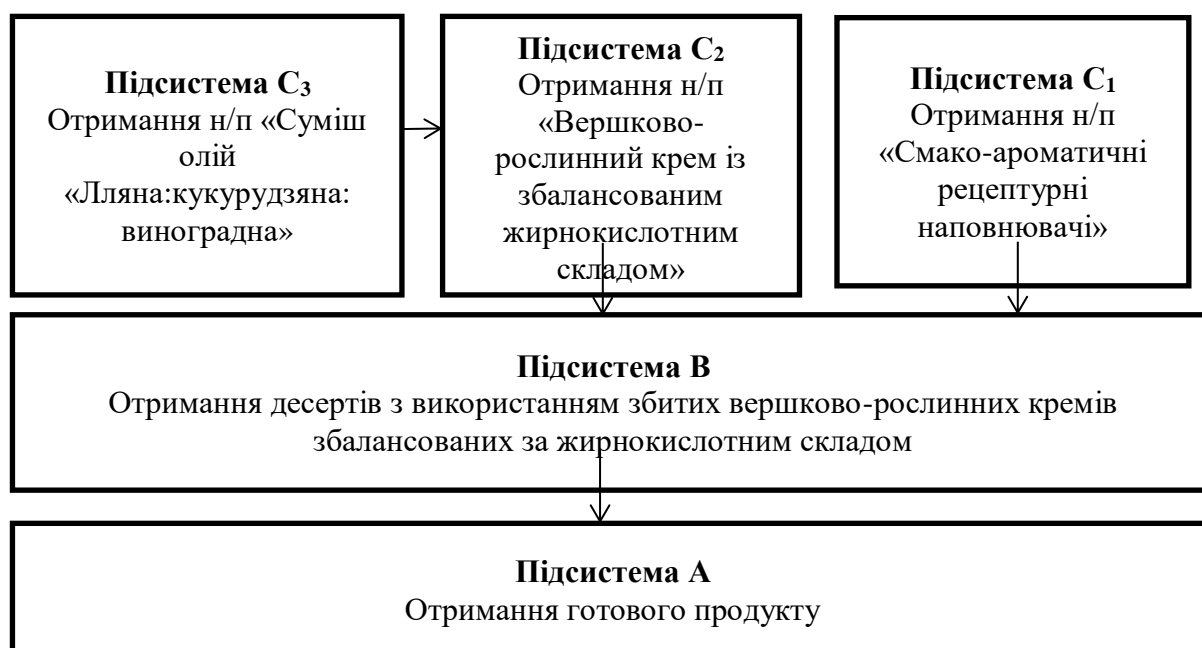 Підсистема С₃
Отримання н/п «Суміш
олій
«Лляна:кукурудзяна:
виноградна»
Підсистема С₂
Отримання н/п
«Вершково-
рослинний крем із
збалансованим
жирнокислотним
складом»
Підсистема С₁
Отримання н/п
«Смако-ароматичні
рецептурні
наповнювачі»
Підсистема В
Отримання десертів з використанням збитих вершково-рослинних кремів
збалансованих за жирнокислотним складом
Підсистема А
Отримання готового продукту